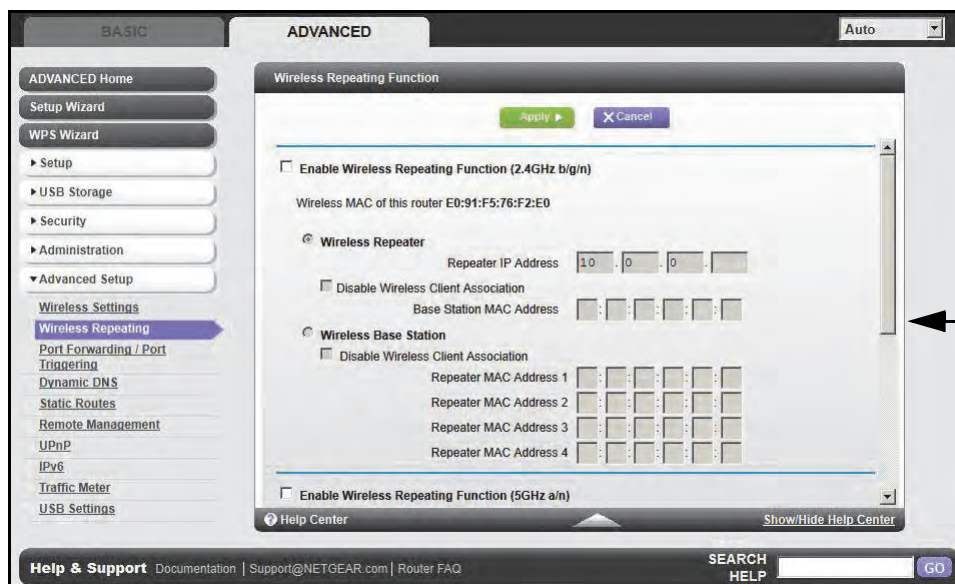 BASIC
ADVANCED
Auto
ADVANCED Home
Setup Wizard
WPS Wizard
Setup
USB Storage
Security
Administration
Advanced Setup
Wireless Settings
Wireless Repeating
Port Forwarding / Port
Triggering
Dynamic DNS
Static Routes
Remote Management
UPnP
IPv6
Traffic Meter
USB Settings
Wireless Repeating Function
Apply
X Cancel
Enable Wireless Repeating Function (2.4GHz b/g/n)
Wireless MAC of this router E0:91:F5:76:F2:E0
Wireless Repeater
Repeater IP Address 10 . 0 . 0 .
Disable Wireless Client Association
Base Station MAC Address : : : : :
Wireless Base Station
Disable Wireless Client Association
Repeater MAC Address 1 : : : : :
Repeater MAC Address 2 : : : : :
Repeater MAC Address 3 : : : : :
Repeater MAC Address 4 : : : : :
Enable Wireless Repeating Function (5GHz a/n)
? Help Center
Show/Hide Help Center
Help & Support Documentation | Support@NETGEAR.com | Router FAQ
SEARCH
HELP
GO